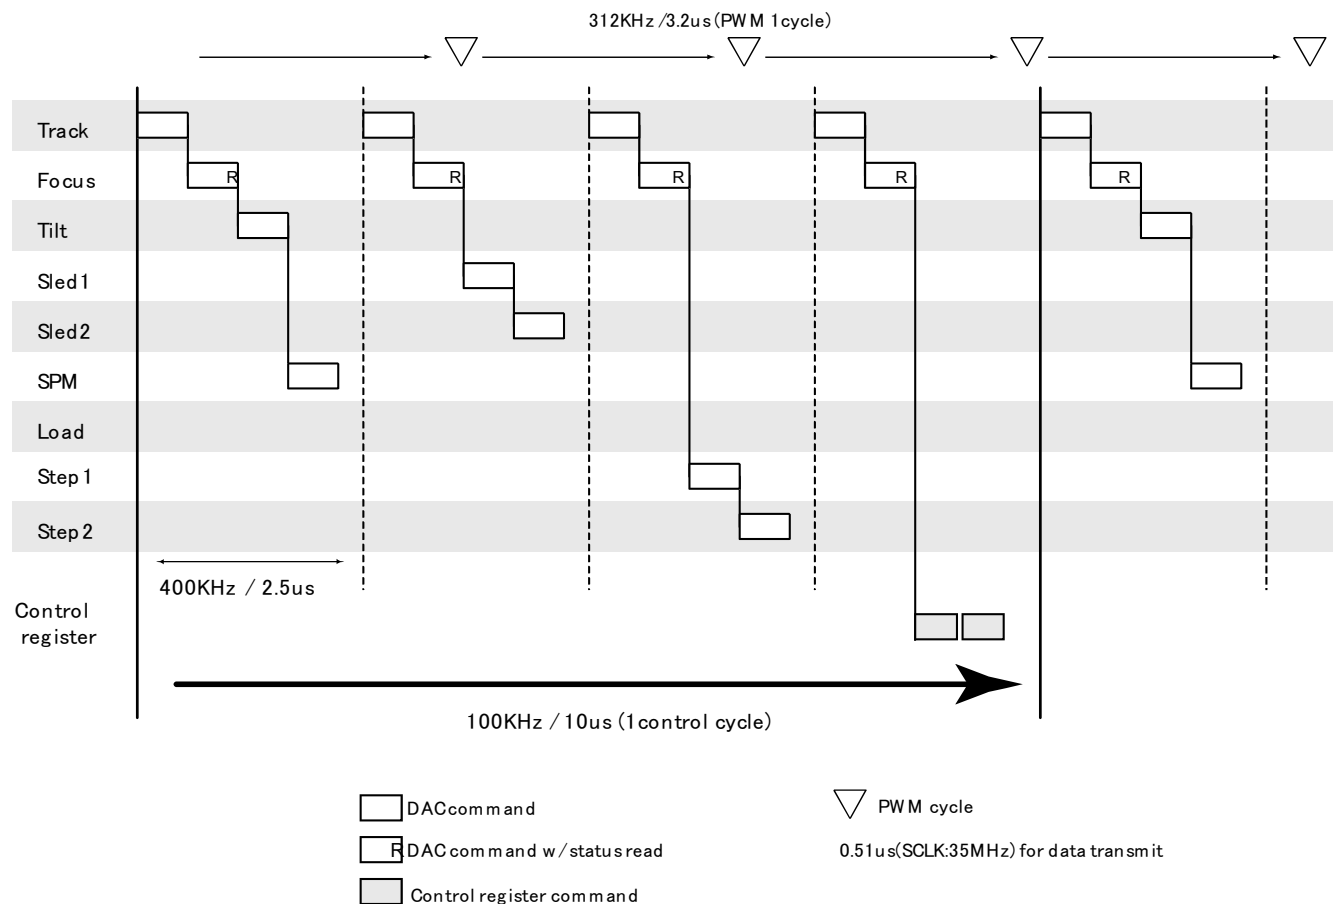 312KHz /3.2us (PWM 1cycle)
Track
R R R R R
Focus
Tilt
Sled1
Sled2
SPM
Load
Step1
Step2
400KHz / 2.5us
Control
register
100KHz / 10us (1control cycle)
DAC command
R DAC command w/status read
Control register command
PWM cycle
0.51us(SCLK:35MHz) for data transmit